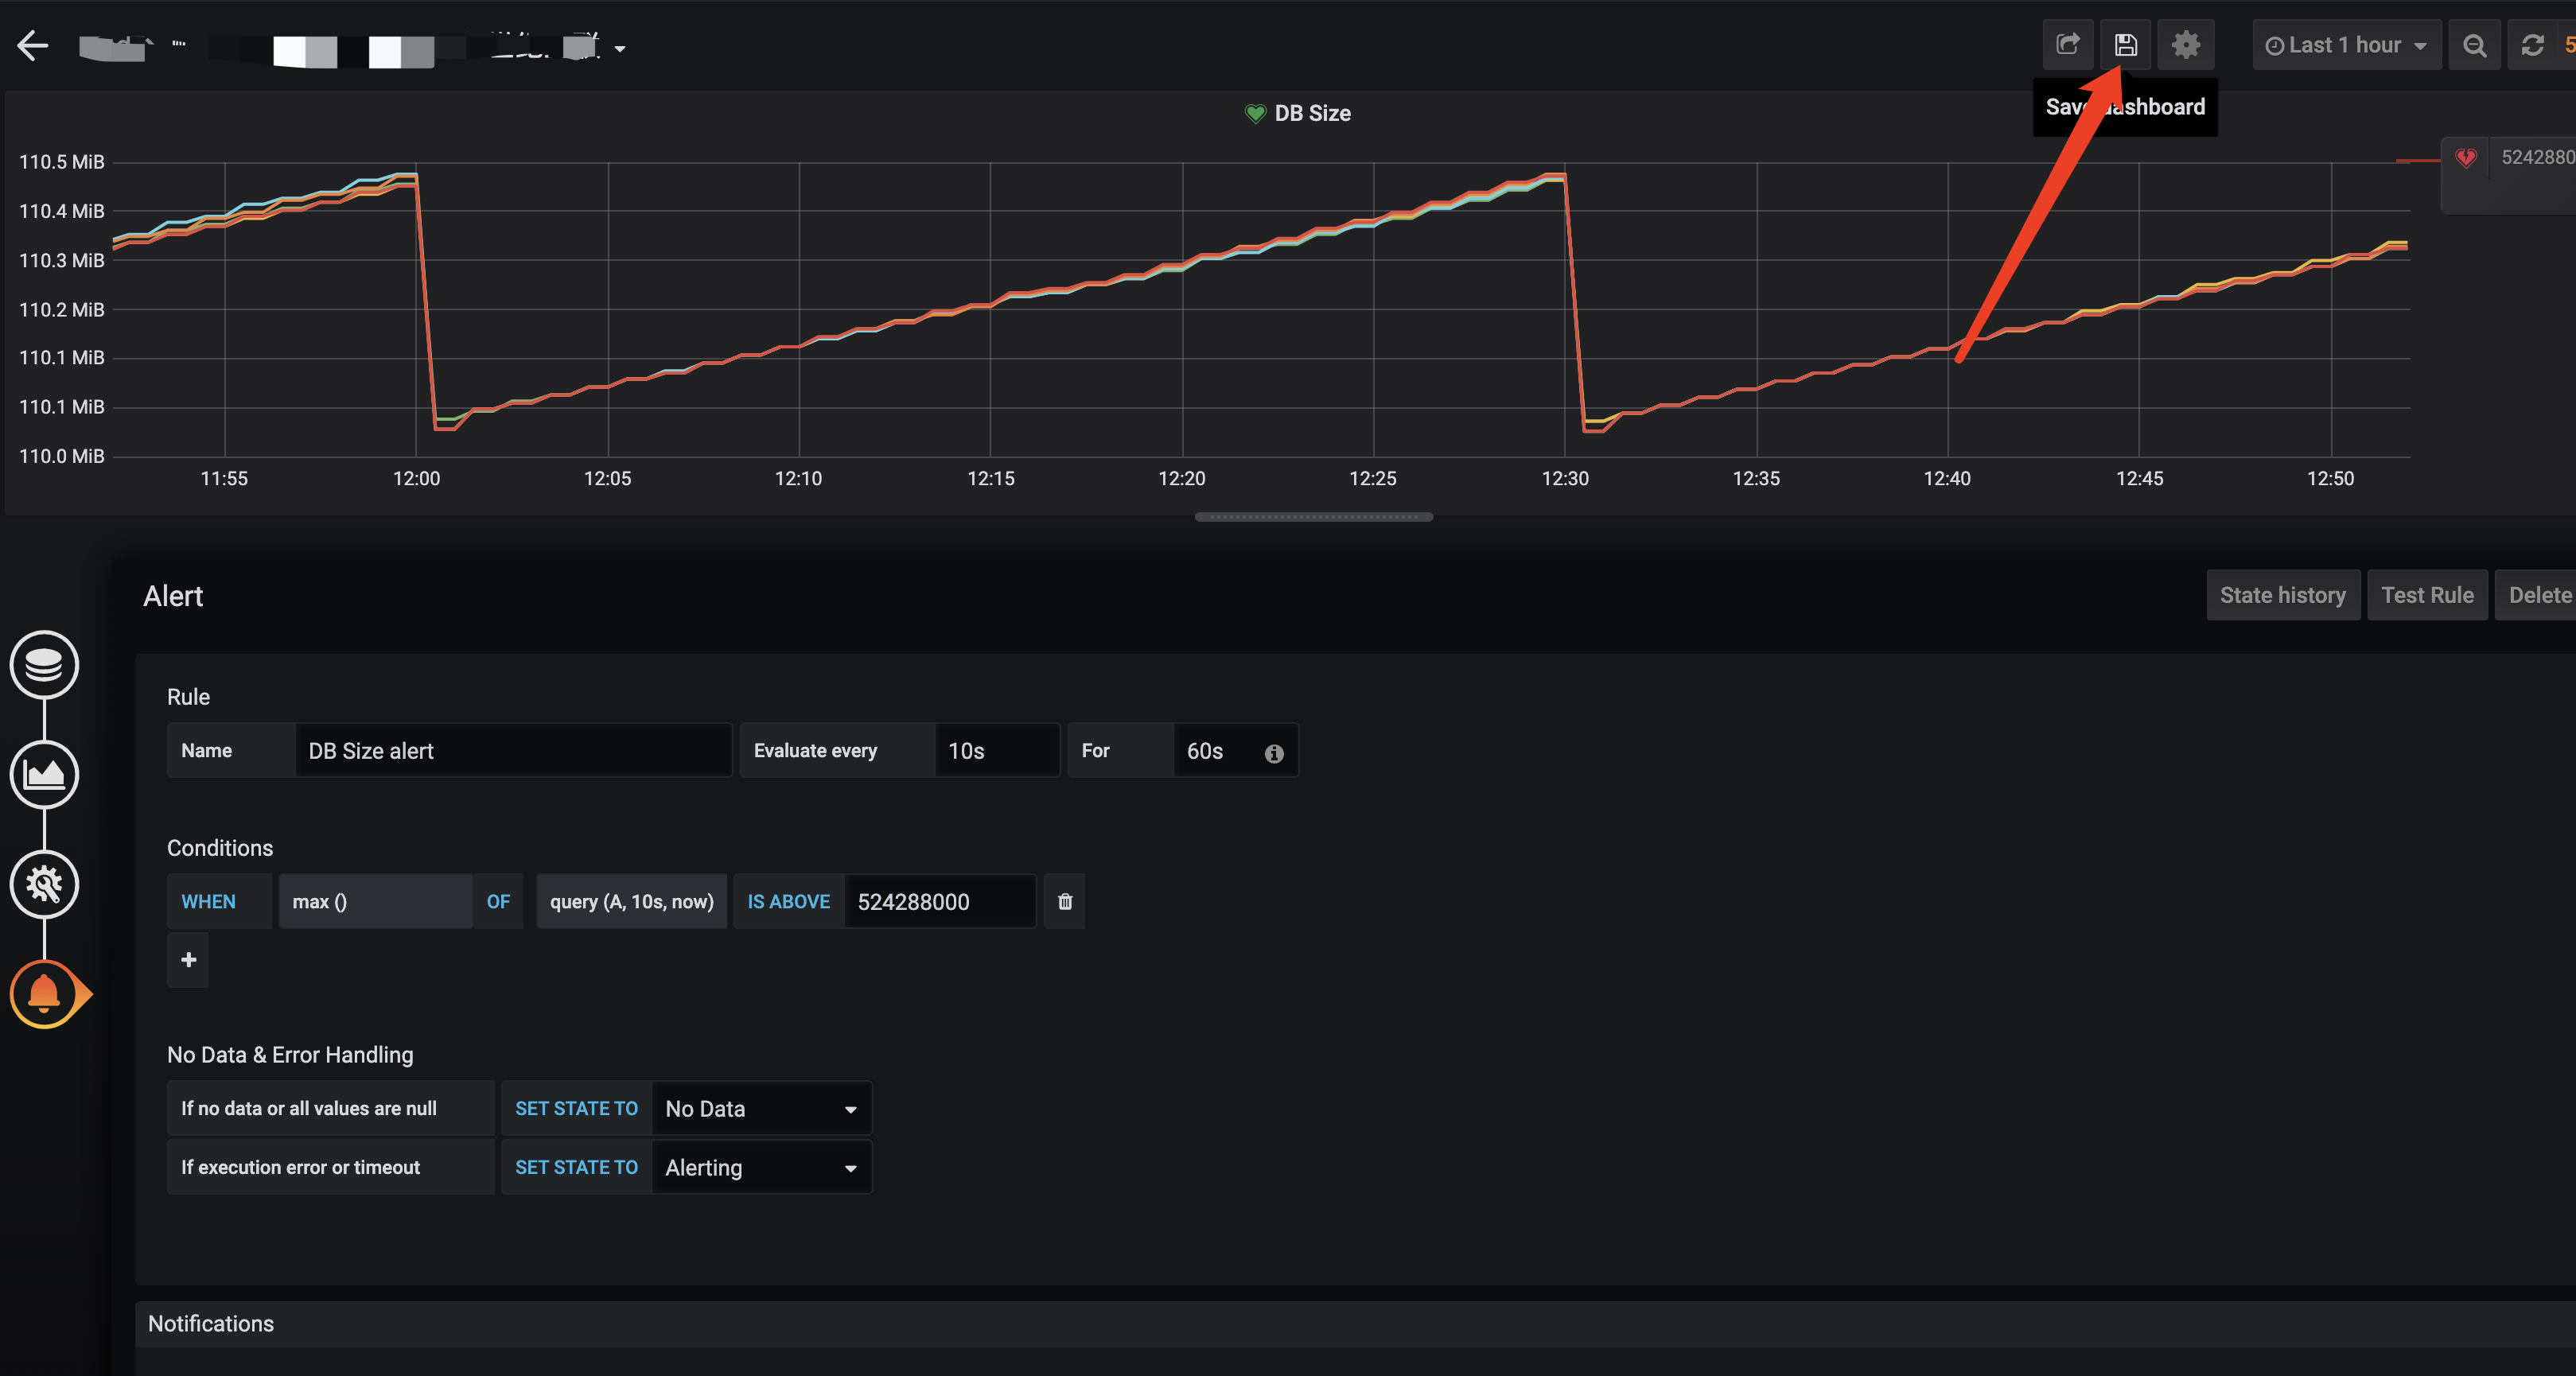 Last 1 hour
DB Size
Save dashboard
110.5 MiB
5242880
110.4 MiB
110.3 MiB
110.2 MiB
110.1 MiB
110.1 MiB
110.0 MiB
11:55 12:00 12:05 12:10 12:15 12:20 12:25 12:30 12:35 12:40 12:45 12:50
Alert
State history Test Rule Delete
Rule
Name DB Size alert Evaluate every 10s For 60s
Conditions
WHEN max () OF query (A, 10s, now) IS ABOVE 524288000
+
No Data & Error Handling
If no data or all values are null SET STATE TO No Data
If execution error or timeout SET STATE TO Alerting
Notifications